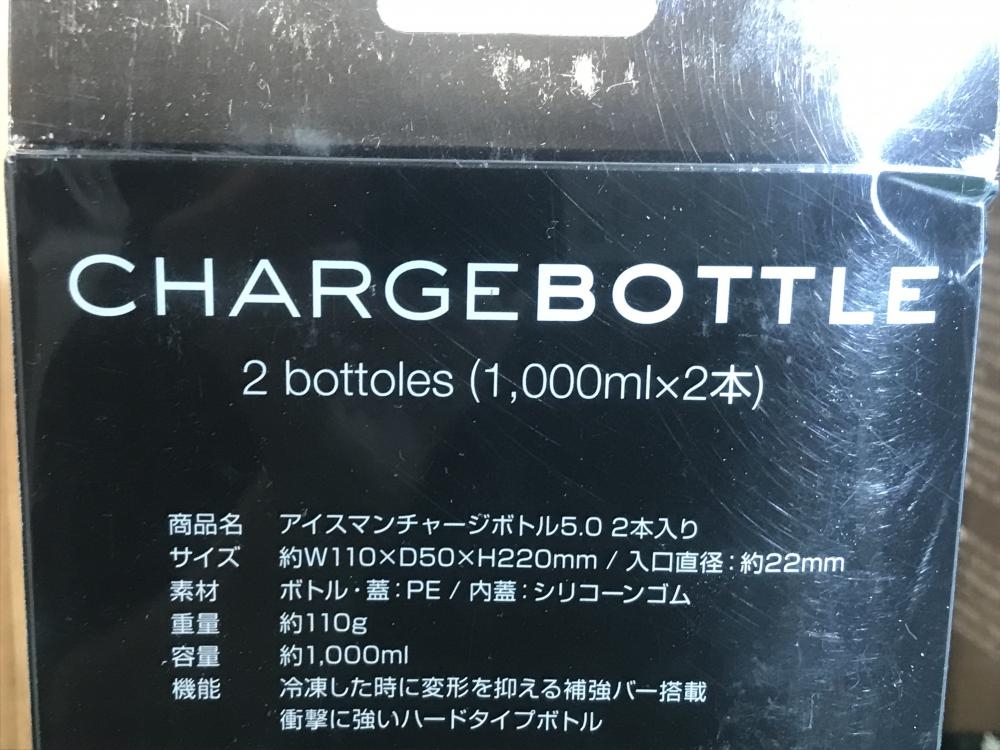 CHARGEBOTTLE
2 bottoles (1,000ml×2本)
商品名 アイスマンチャージボトル5.0 2本入り
サイズ 約W110×D50×H220mm / 入口直径:約22mm
素材 ボトル・蓋:PE / 内蓋:シリコーンゴム
重量 約110g
容量 約1,000ml
機能 冷凍した時に変形を抑える補強バー搭載
衝撃に強いハードタイプボトル